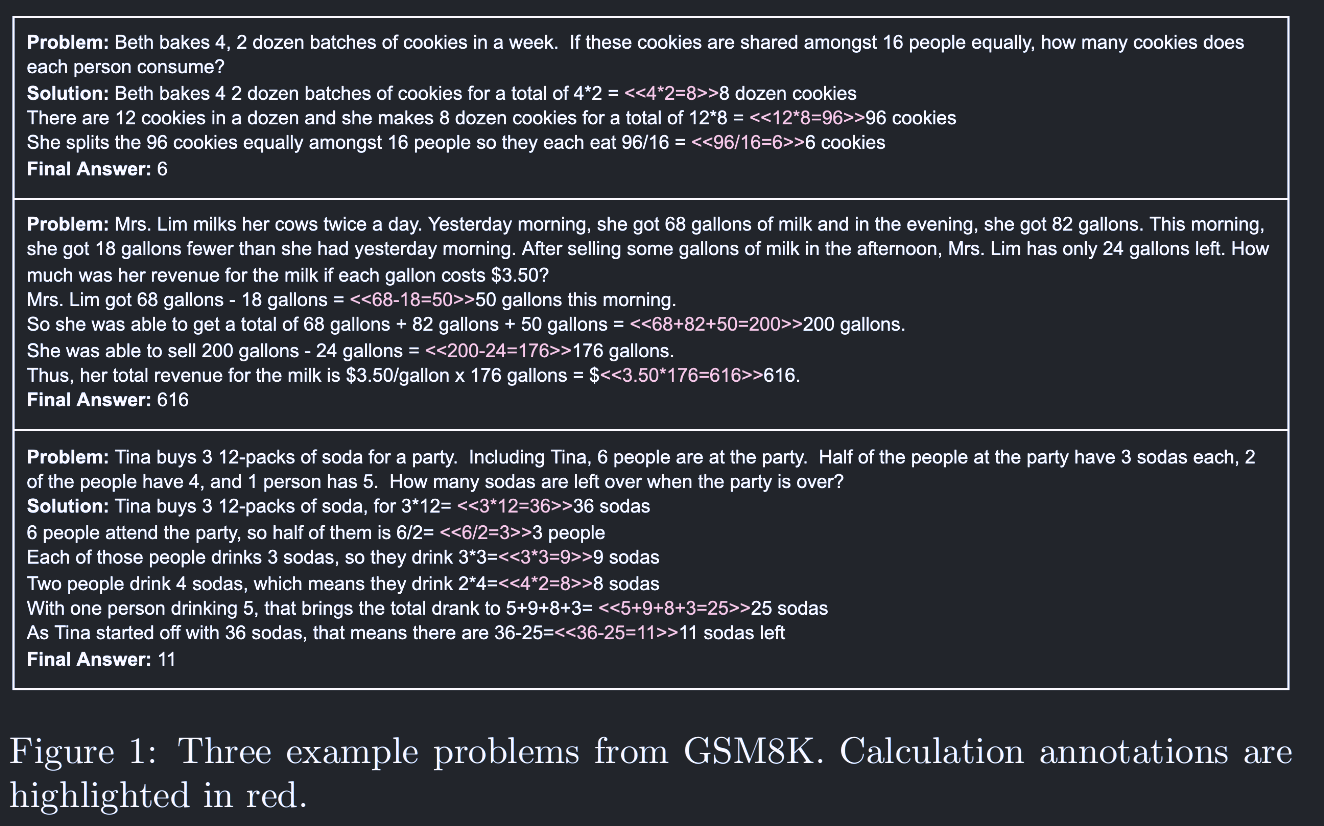 Problem: Beth bakes 4, 2 dozen batches of cookies in a week.  If these cookies are shared amongst 16 people equally, how many cookies does
each person consume?
Solution: Beth bakes 4 2 dozen batches of cookies for a total of 4*2 = <<4*2=8>>8 dozen cookies
There are 12 cookies in a dozen and she makes 8 dozen cookies for a total of 12*8 = <<12*8=96>>96 cookies
She splits the 96 cookies equally amongst 16 people so they each eat 96/16 = <<96/16=6>>6 cookies
Final Answer: 6
Problem: Mrs. Lim milks her cows twice a day. Yesterday morning, she got 68 gallons of milk and in the evening, she got 82 gallons. This morning,
she got 18 gallons fewer than she had yesterday morning. After selling some gallons of milk in the afternoon, Mrs. Lim has only 24 gallons left. How
much was her revenue for the milk if each gallon costs $3.50?
Mrs. Lim got 68 gallons - 18 gallons = <<68-18=50>>50 gallons this morning.
So she was able to get a total of 68 gallons + 82 gallons + 50 gallons = <<68+82+50=200>>200 gallons.
She was able to sell 200 gallons - 24 gallons = <<200-24=176>>176 gallons.
Thus, her total revenue for the milk is $3.50/gallon x 176 gallons = $<<3.50*176=616>>616.
Final Answer: 616
Problem: Tina buys 3 12-packs of soda for a party.  Including Tina, 6 people are at the party.  Half of the people at the party have 3 sodas each, 2
of the people have 4, and 1 person has 5.  How many sodas are left over when the party is over?
Solution: Tina buys 3 12-packs of soda, for 3*12= <<3*12=36>>36 sodas
6 people attend the party, so half of them is 6/2= <<6/2=3>>3 people
Each of those people drinks 3 sodas, so they drink 3*3=<<3*3=9>>9 sodas
Two people drink 4 sodas, which means they drink 2*4=<<4*2=8>>8 sodas
With one person drinking 5, that brings the total drank to 5+9+8+3= <<5+9+8+3=25>>25 sodas
As Tina started off with 36 sodas, that means there are 36-25=<<36-25=11>>11 sodas left
Final Answer: 11
Figure 1: Three example problems from GSM8K. Calculation annotations are
highlighted in red.